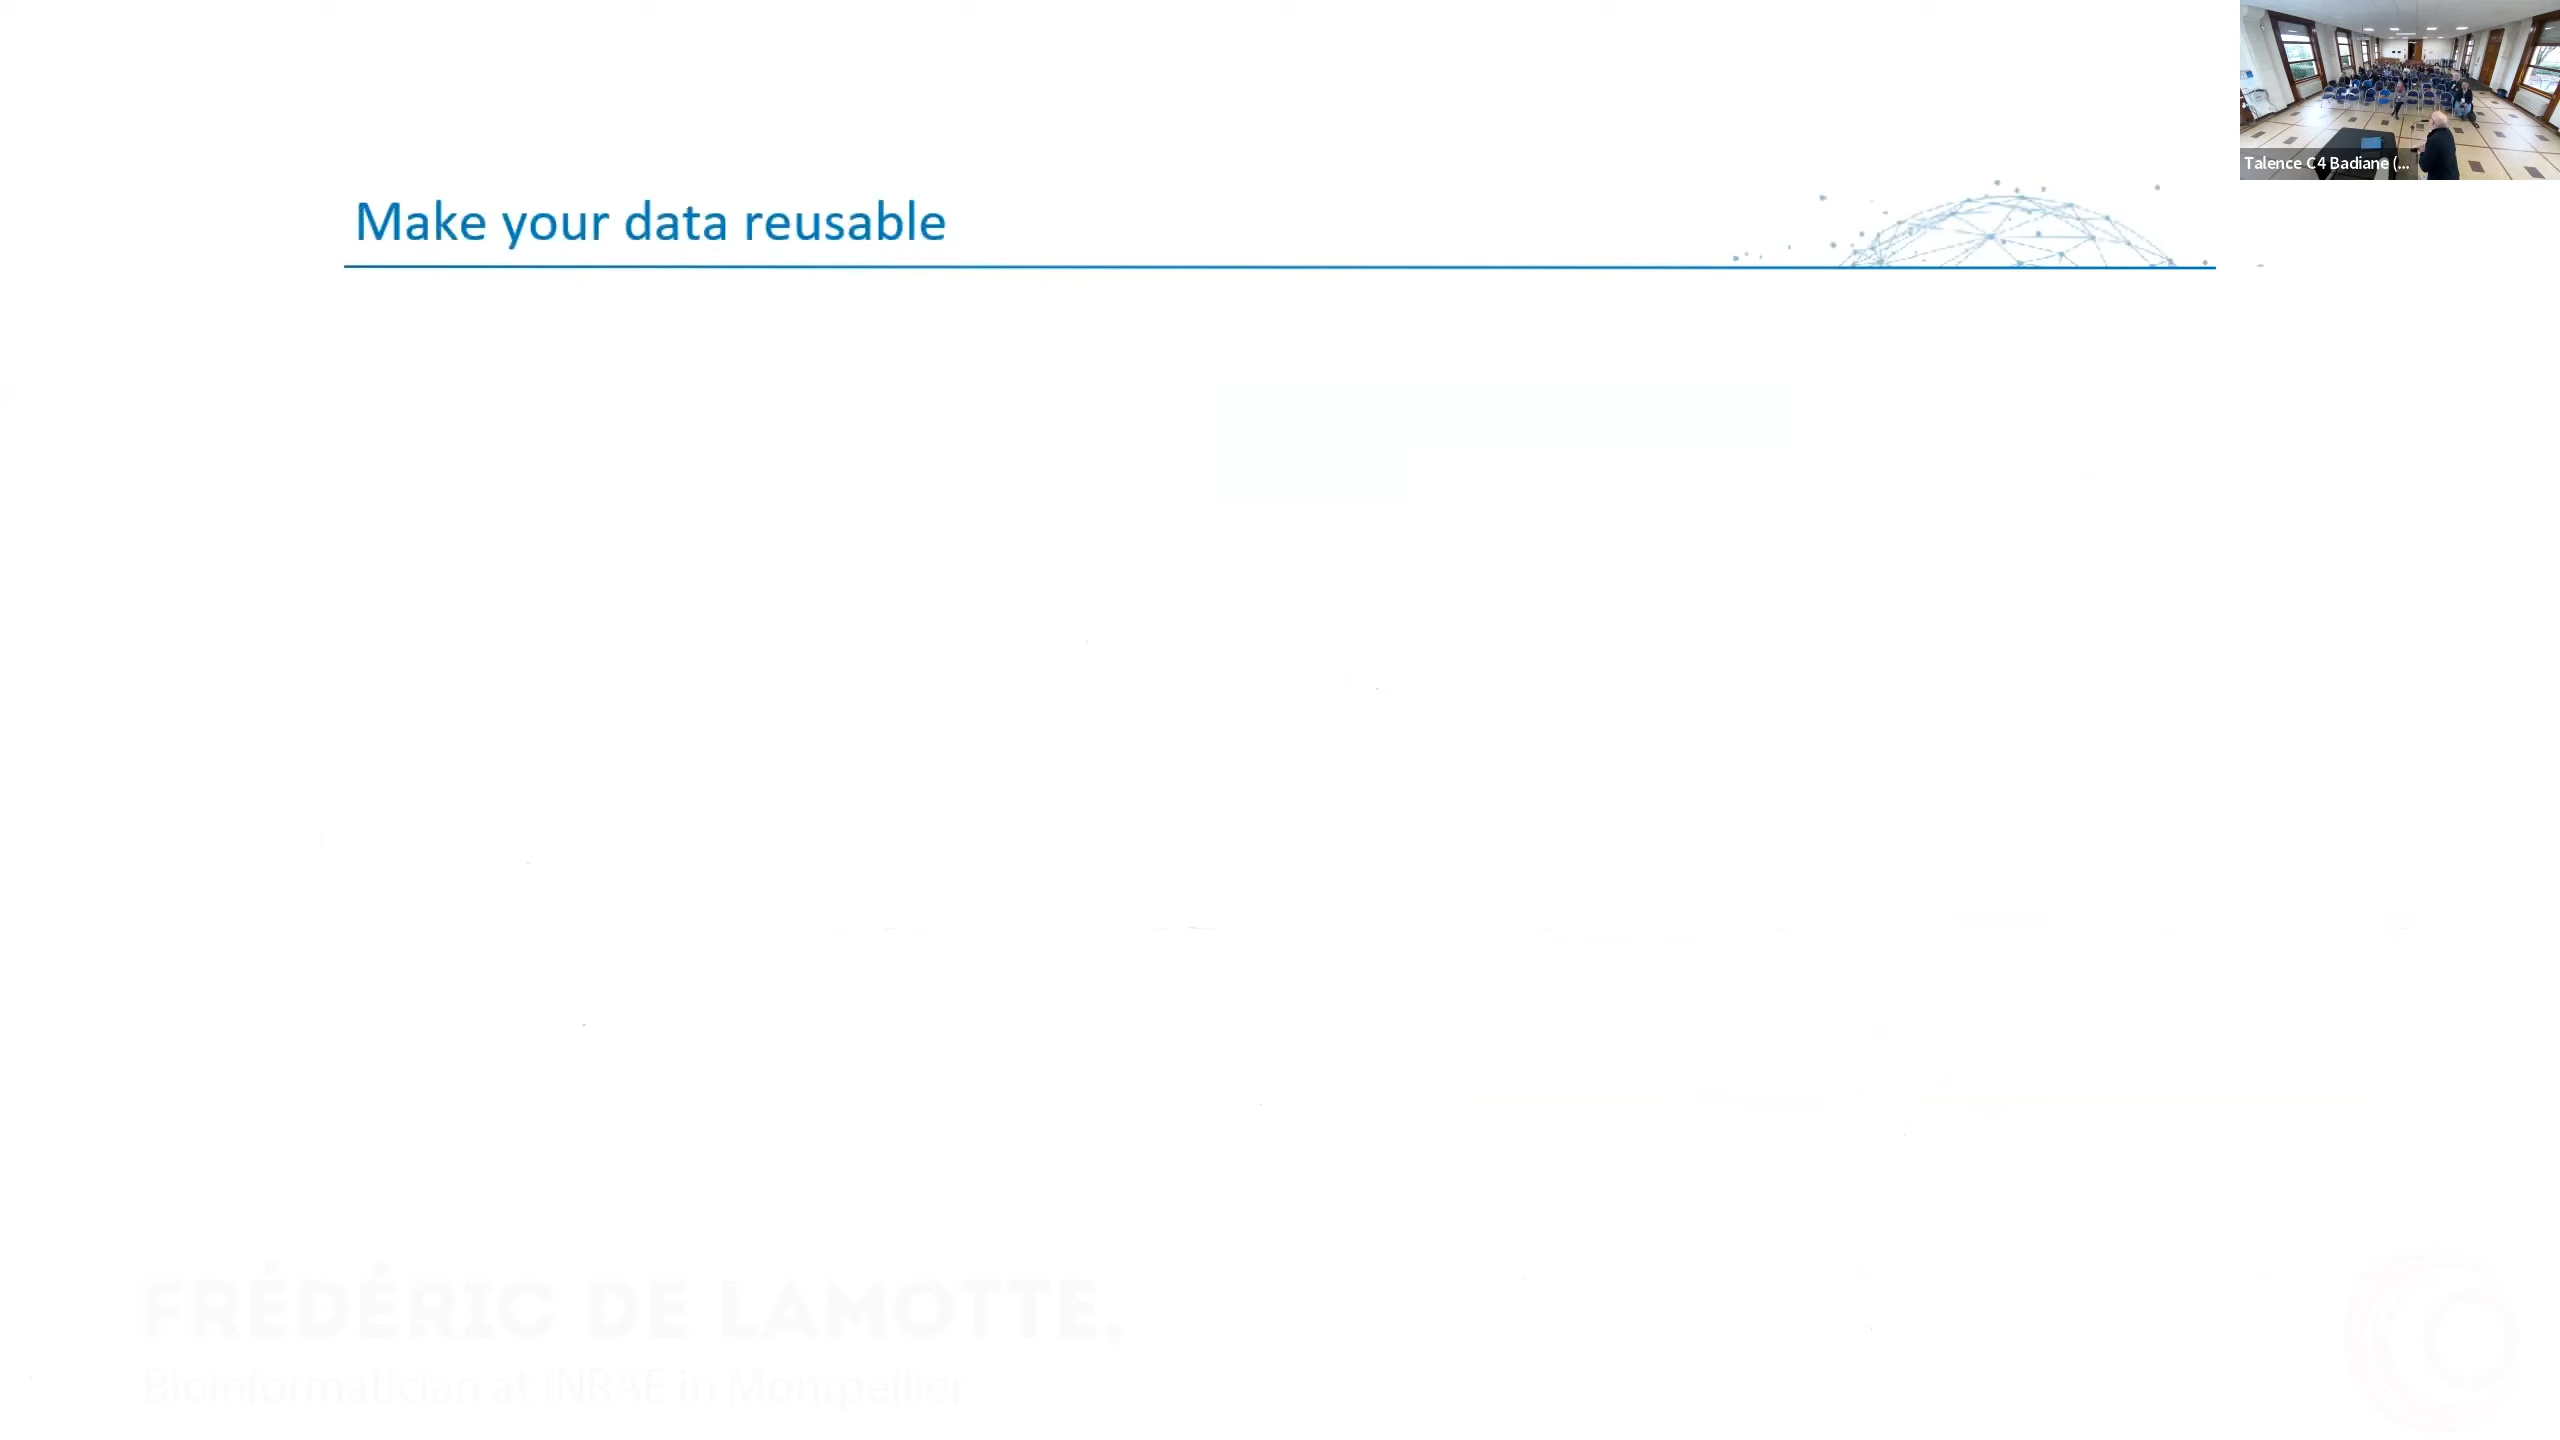 Talence C4 Badiane (...
Make your data reusable
FRÉDÉRIC DE LAMOTTE,
Bioinformatician at INRAE in Montpellier